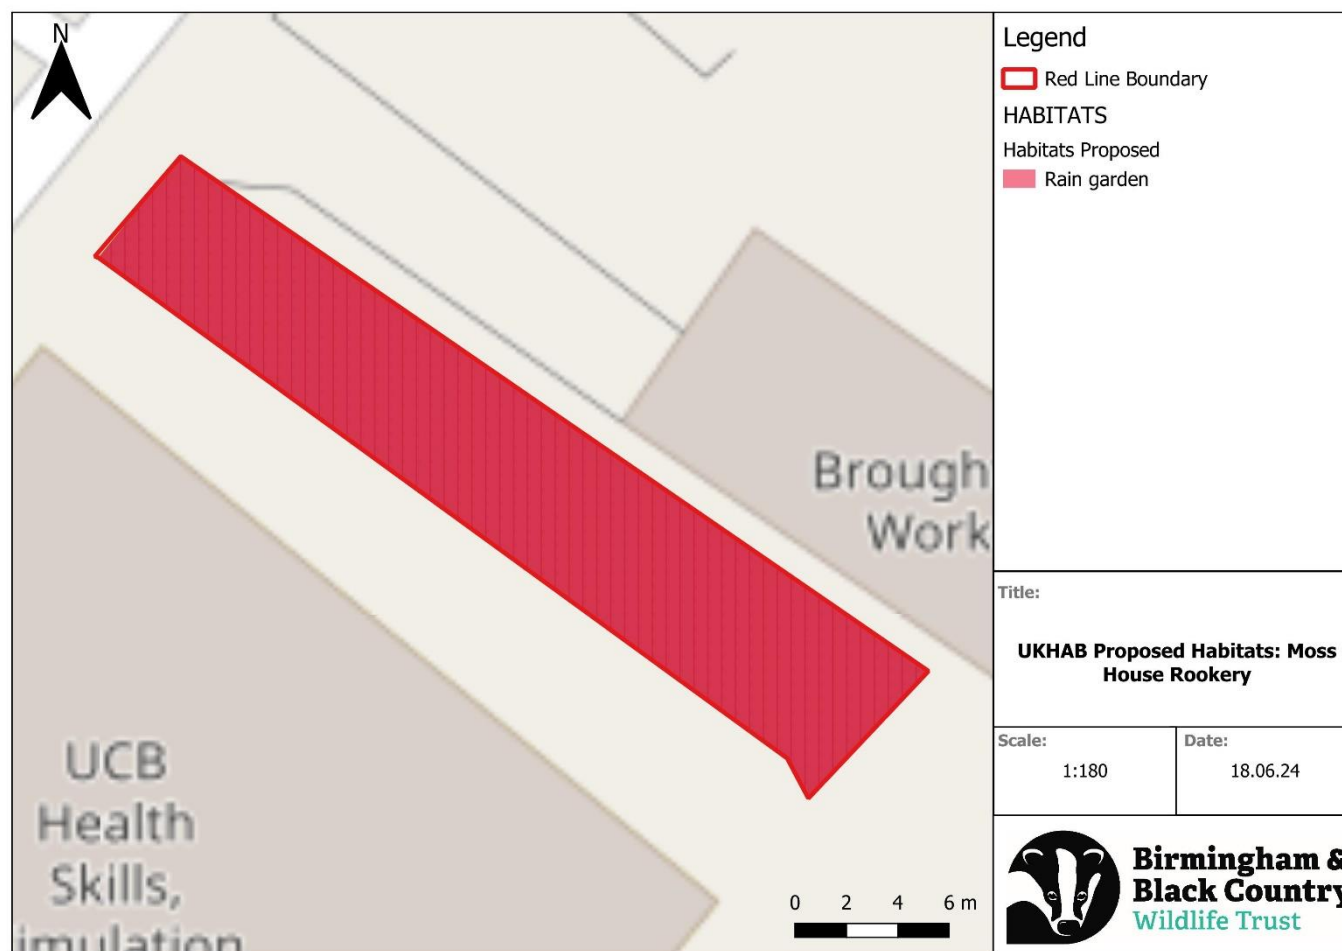 N
Brough
Work
UCB
Health
Skills,
imulation
0 2 4 6 m
Legend
Red Line Boundary
HABITATS
Habitats Proposed
Rain garden
Title:
UKHAB Proposed Habitats: Moss
House Rookery
Scale:
1:180
Date:
18.06.24
Birmingham &
Black Country
Wildlife Trust